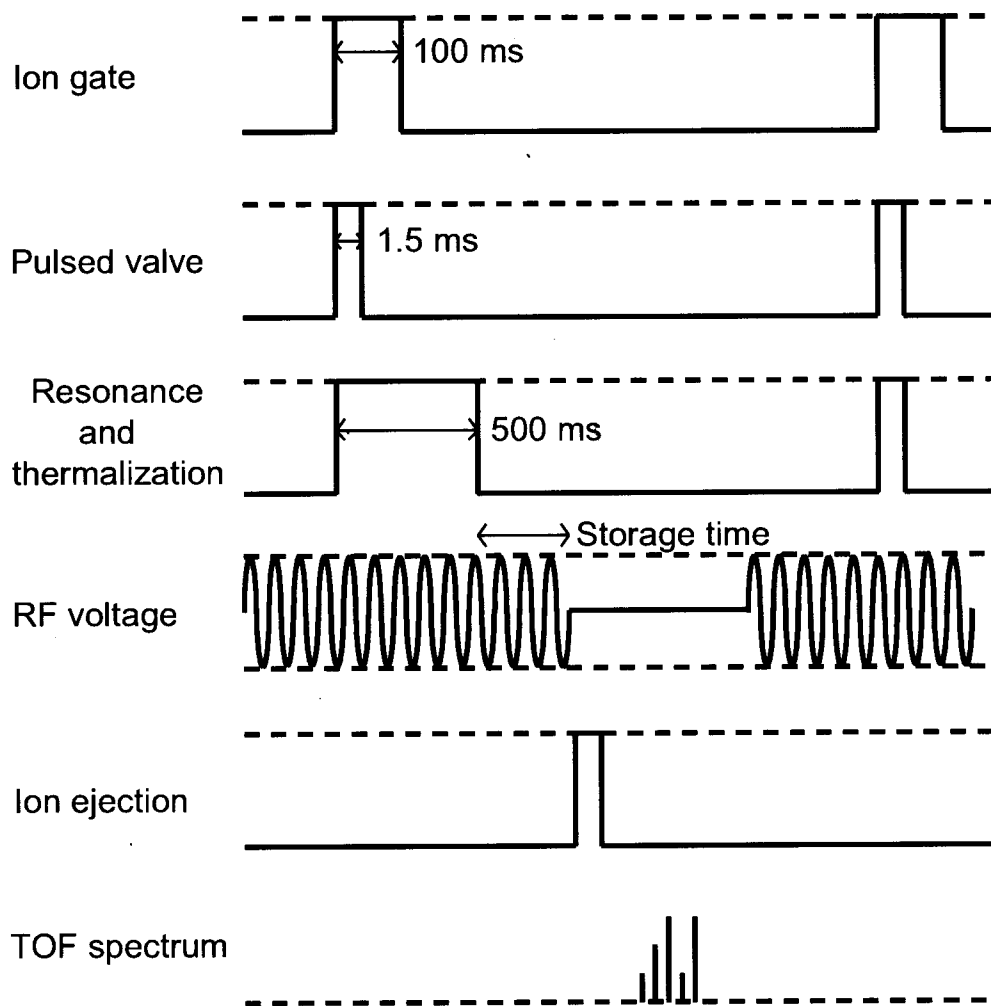 Ion gate
100 ms
Pulsed valve
1.5 ms
Resonance
and
thermalization
500 ms
Storage time
RF voltage
Ion ejection
TOF spectrum